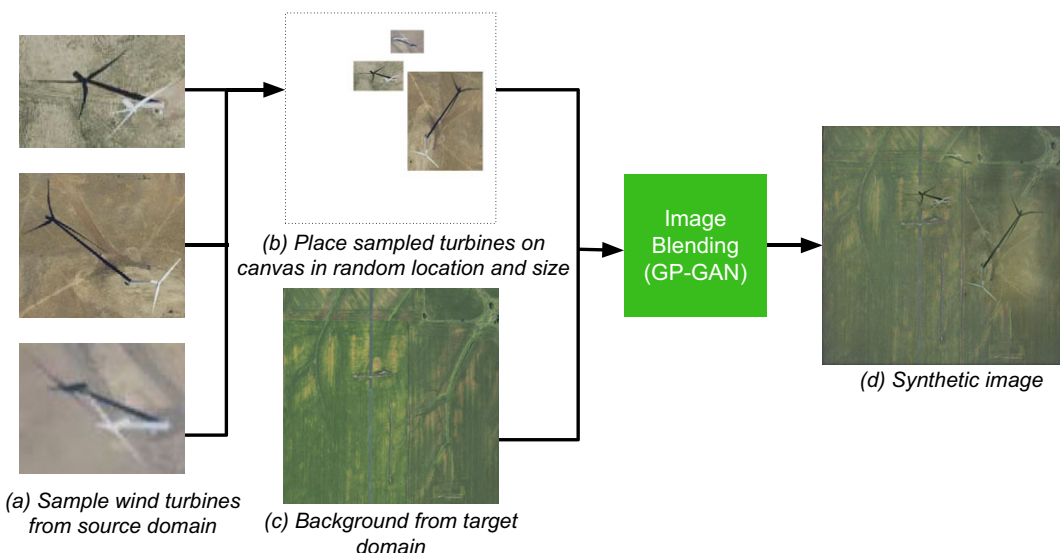 (a) Sample wind turbines
from source domain
(b) Place sampled turbines on
canvas in random location and size
(c) Background from target
domain
Image
Blending
(GP-GAN)
(d) Synthetic image